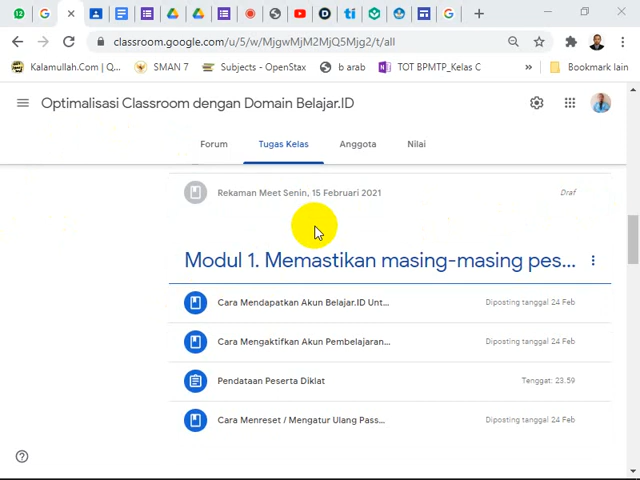 classroom.google.com/u/5/w/MjgwMjM2MjQ5Mjg2/t/all
Kalamullah.Com | Q...
SMAN 7
Subjects - OpenStax
b arab
TOT BPMTP_Kelas C
»
Bookmark lain
Optimalisasi Classroom dengan Domain Belajar.ID
Forum
Tugas Kelas
Anggota
Nilai
Rekaman Meet Senin, 15 Februari 2021
Draf
Modul 1. Memastikan masing-masing pes...
Cara Mendapatkan Akun Belajar.ID Unt...
Diposting tanggal 24 Feb
Cara Mengaktifkan Akun Pembelajaran...
Diposting tanggal 24 Feb
Pendataan Peserta Diklat
Tenggat: 23.59
Cara Menreset / Mengatur Ulang Pass...
Diposting tanggal 24 Feb